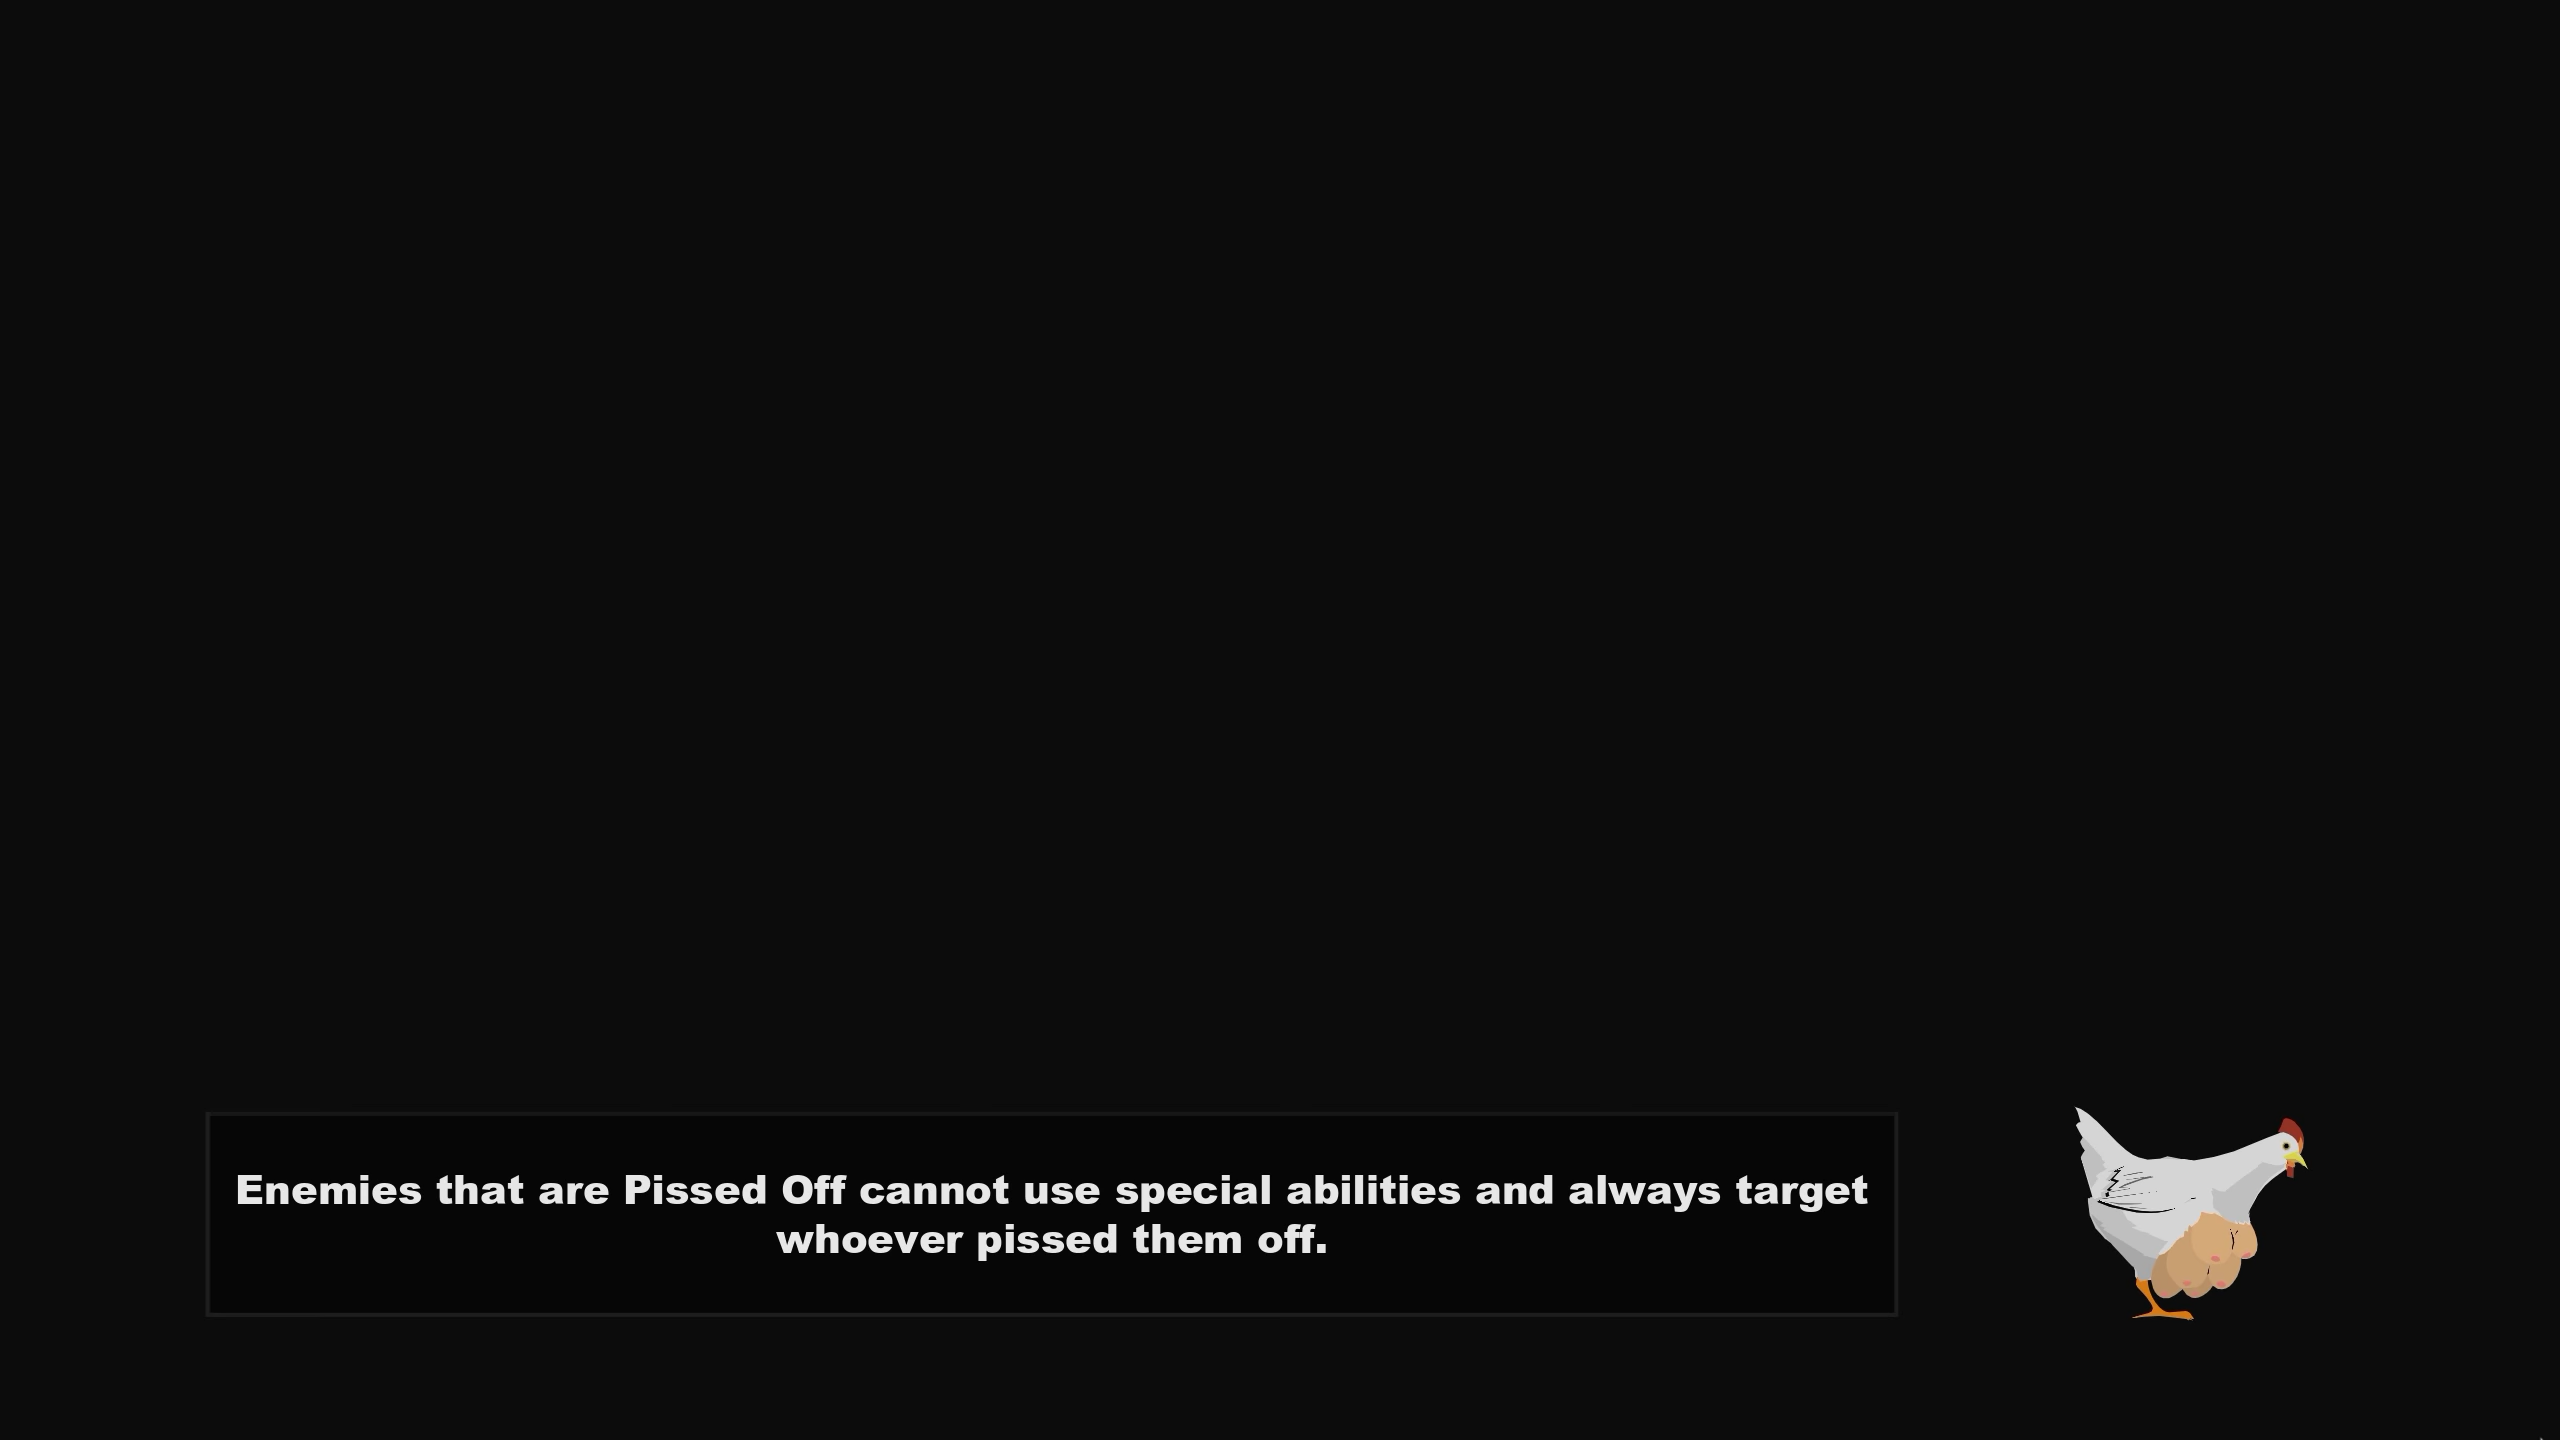 Enemies that are Pissed Off cannot use special abilities and always target
whoever pissed them off.